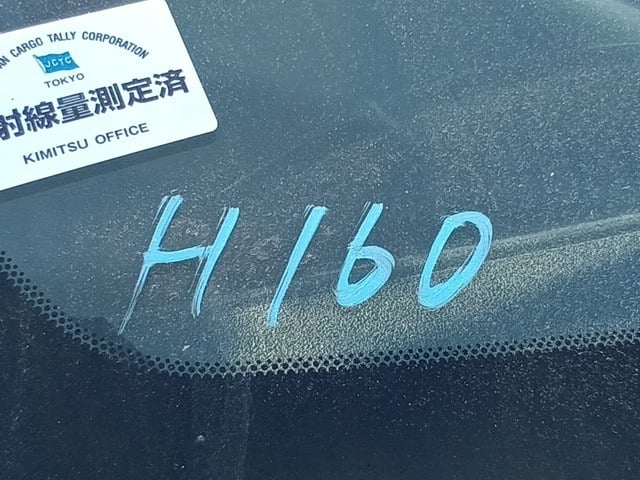 N CARGO TALLY CORPORATION
JCTC
TOKYO
射線量測定済
KIMITSU OFFICE
H160